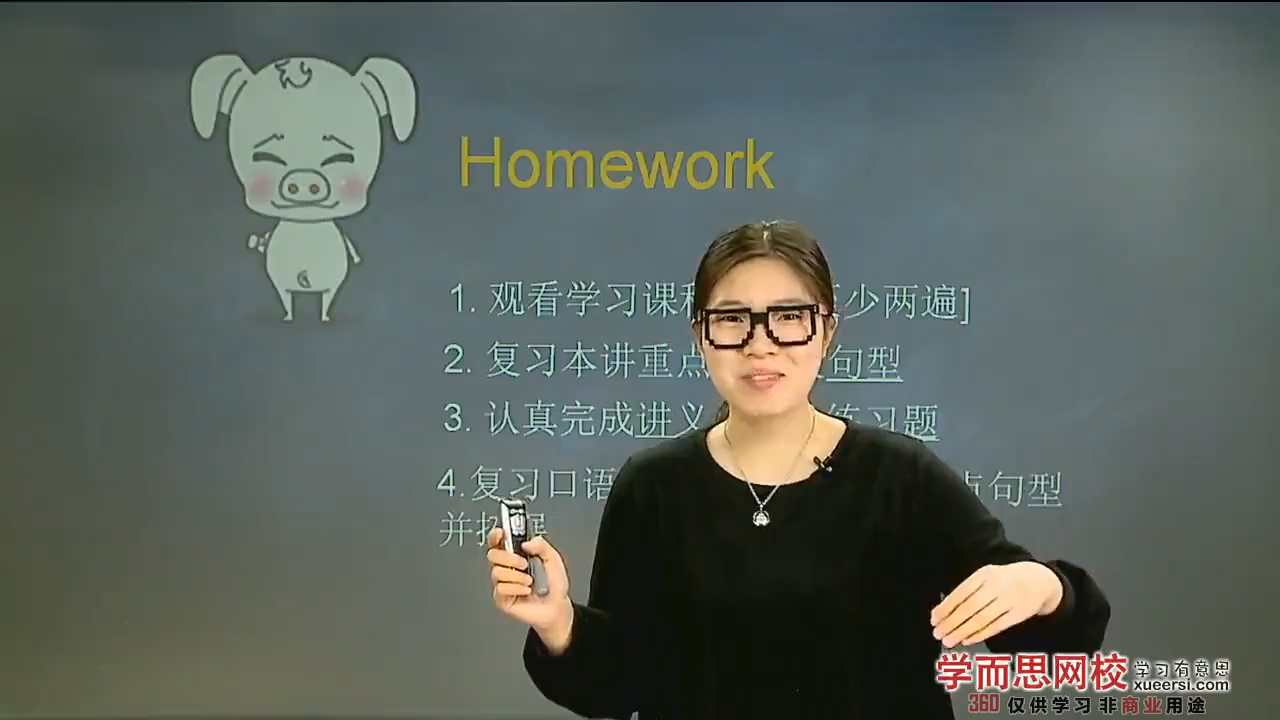 Homework
1. 观看学习课 少两遍]
2. 复习本讲重点 句型
3. 认真完成讲义 练习题
4.复习口语 句型
并
学而思网校 学习有意思
xueersi.com
360 仅供学习 非商业用途